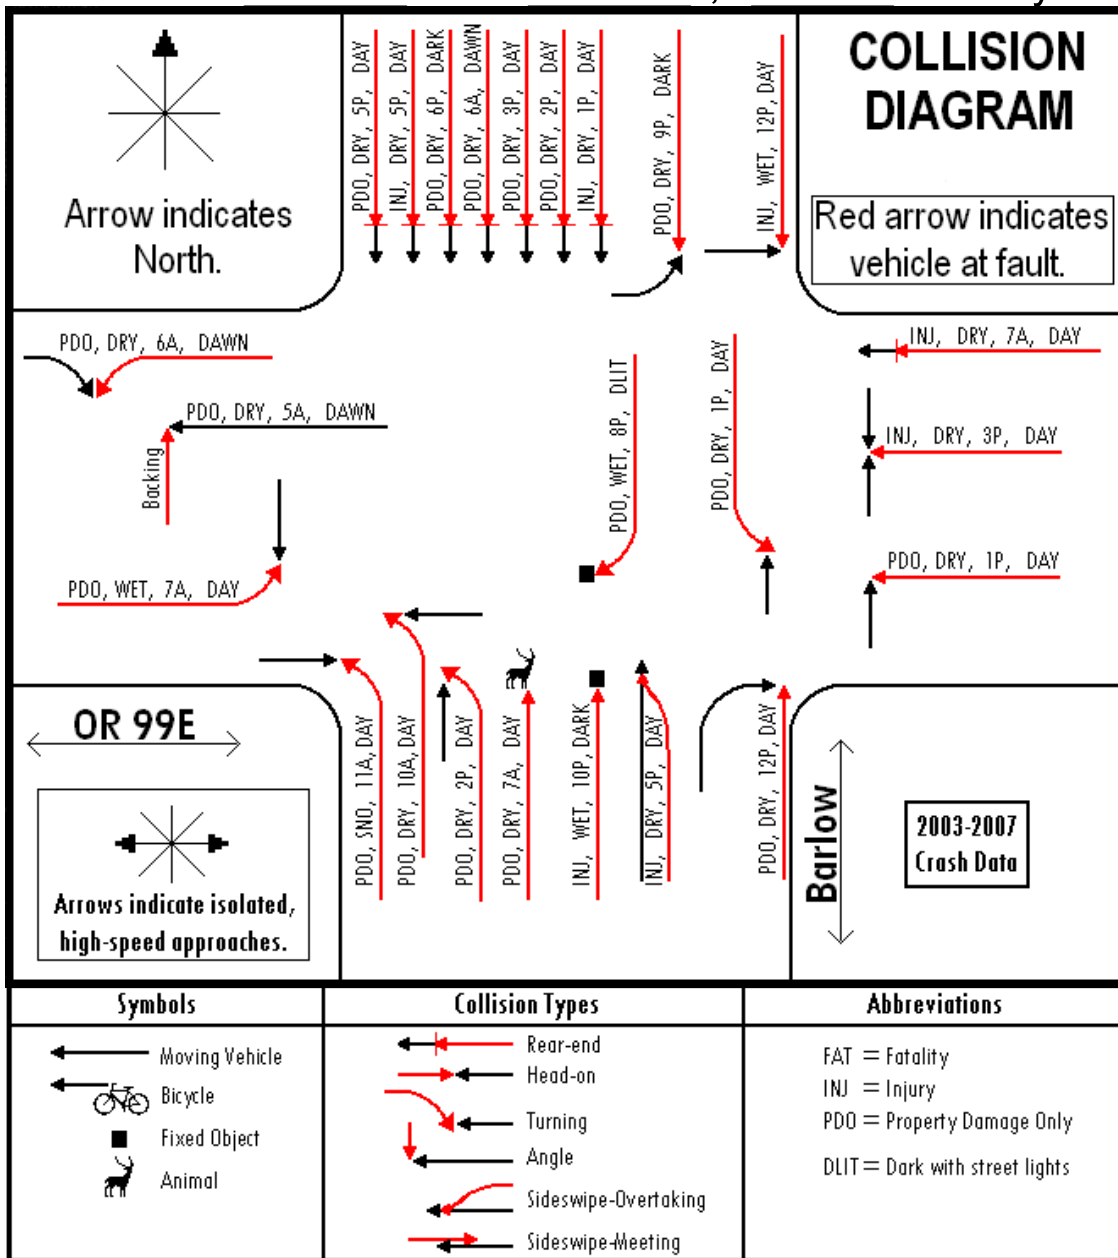 COLLISION
DIAGRAM
Arrow indicates
North.
Red arrow indicates
vehicle at fault.
PDO, DRY, 5P, DAY
INJ, DRY, 5P, DAY
PDO, DRY, 6P, DARK
PDO, DRY, 6A, DAWN
PDO, DRY, 3P, DAY
PDO, DRY, 2P, DAY
INJ, DRY, 1P, DAY
PDO, DRY, 9P, DARK
INJ, WET, 12P, DAY
PDO, DRY, 6A, DAWN
PDO, DRY, 5A, DAWN
Backing
PDO, WET, 7A, DAY
PDO, WET, 8P, DLIT
PDO, DRY, 1P, DAY
INJ, DRY, 7A, DAY
INJ, DRY, 3P, DAY
PDO, DRY, 1P, DAY
PDO, SNO, 11A, DAY
PDO, DRY, 10A, DAY
PDO, DRY, 2P, DAY
PDO, DRY, 7A, DAY
INJ, WET, 10P, DARK
INJ, DRY, 5P, DAY
PDO, DRY, 12P, DAY
OR 99E
Arrows indicate isolated,
high-speed approaches.
Barlow
2003-2007
Crash Data
Symbols
Moving Vehicle
Bicycle
Fixed Object
Animal
Collision Types
Rear-end
Head-on
Turning
Angle
Sideswipe-Overtaking
Sideswipe-Meeting
Abbreviations
FAT = Fatality
INJ = Injury
PDO = Property Damage Only
DLIT = Dark with street lights